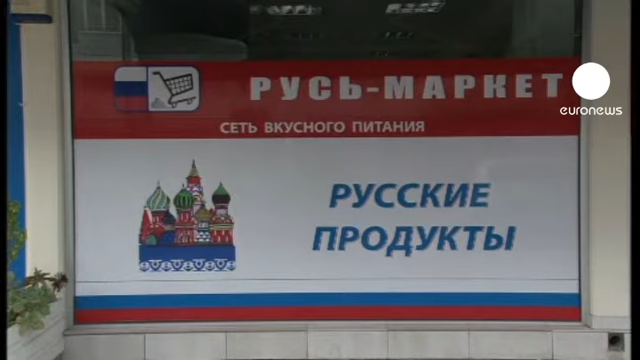 РУСЬ-МАРКЕТ
euronews
СЕТЬ ВКУСНОГО ПИТАНИЯ
РУССКИЕ
ПРОДУКТЫ